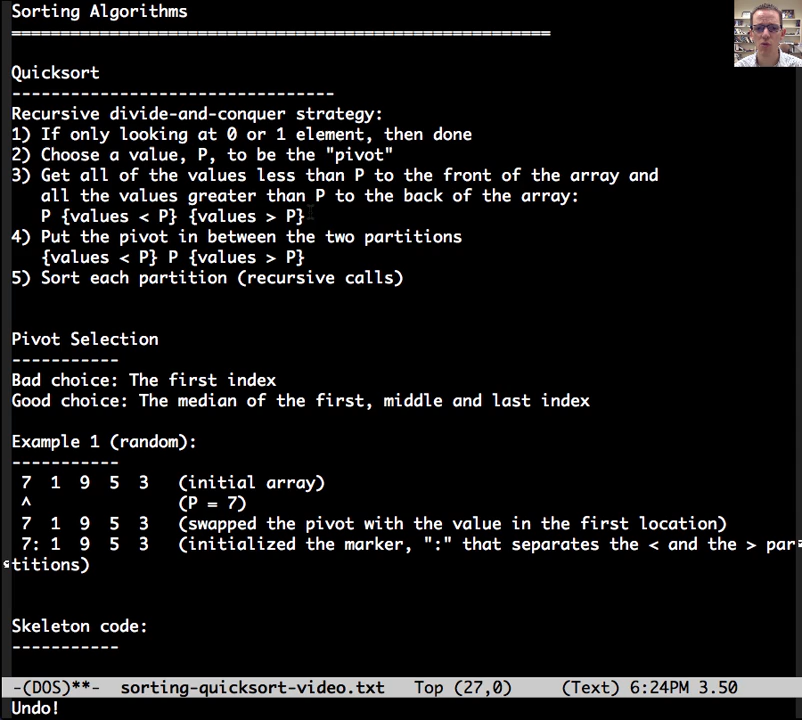 Sorting Algorithms
=======================================================
Quicksort
---------------------------------
Recursive divide-and-conquer strategy:
1) If only looking at 0 or 1 element, then done
2) Choose a value, P, to be the "pivot"
3) Get all of the values less than P to the front of the array and
   all the values greater than P to the back of the array:
   P {values < P} {values > P}
4) Put the pivot in between the two partitions
   {values < P} P {values > P}
5) Sort each partition (recursive calls)
Pivot Selection
-----------
Bad choice: The first index
Good choice: The median of the first, middle and last index
Example 1 (random):
-----------
 7  1  9  5  3   (initial array)
 ^               (P = 7)
 7  1  9  5  3   (swapped the pivot with the value in the first location)
 7: 1  9  5  3   (initialized the marker, ":" that separates the < and the > par
titions)
Skeleton code:
-----------
-(DOS)**-  sorting-quicksort-video.txt   Top (27,0)     (Text) 6:24PM 3.50
Undo!